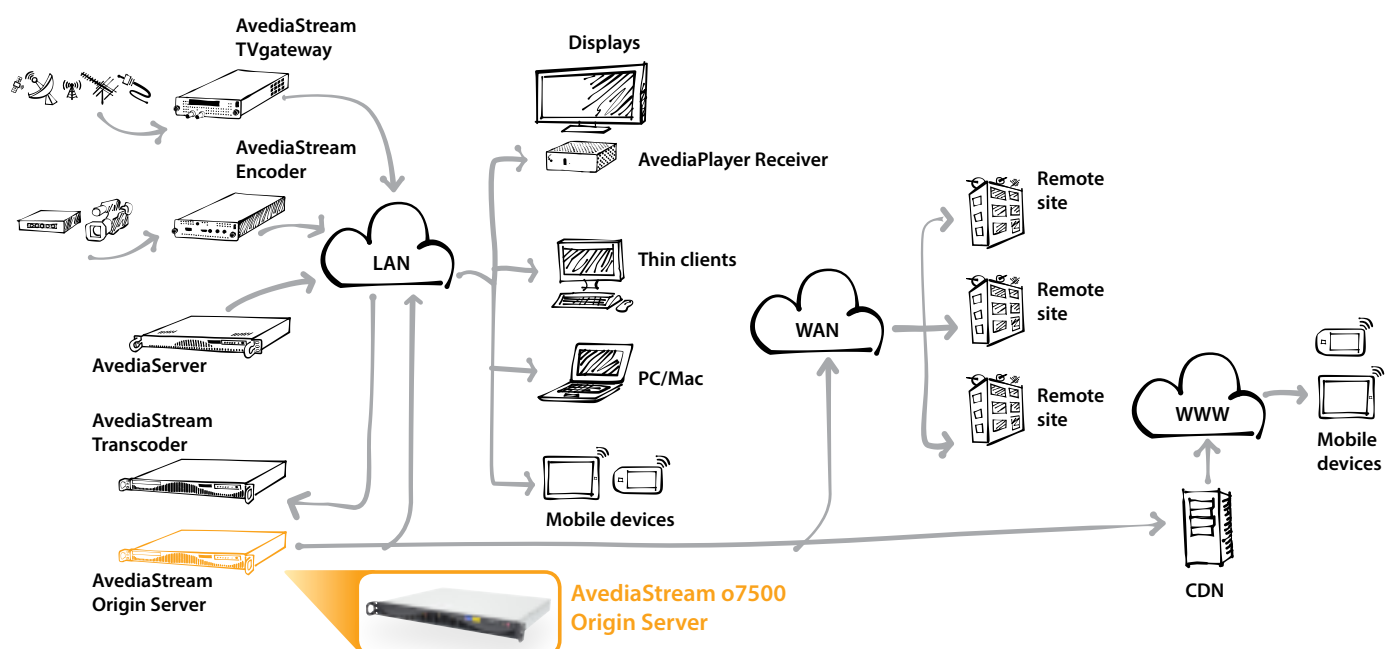 AvediaStream
TVgateway
Displays
AvediaPlayer Receiver
AvediaStream
Encoder
LAN
Thin clients
Remote
site
Remote
site
WAN
AvediaServer
PC/Mac
Remote
site
WWW
AvediaStream
Transcoder
Mobile
devices
Mobile devices
AvediaStream
Origin Server
CDN
AvediaStream o7500
Origin Server